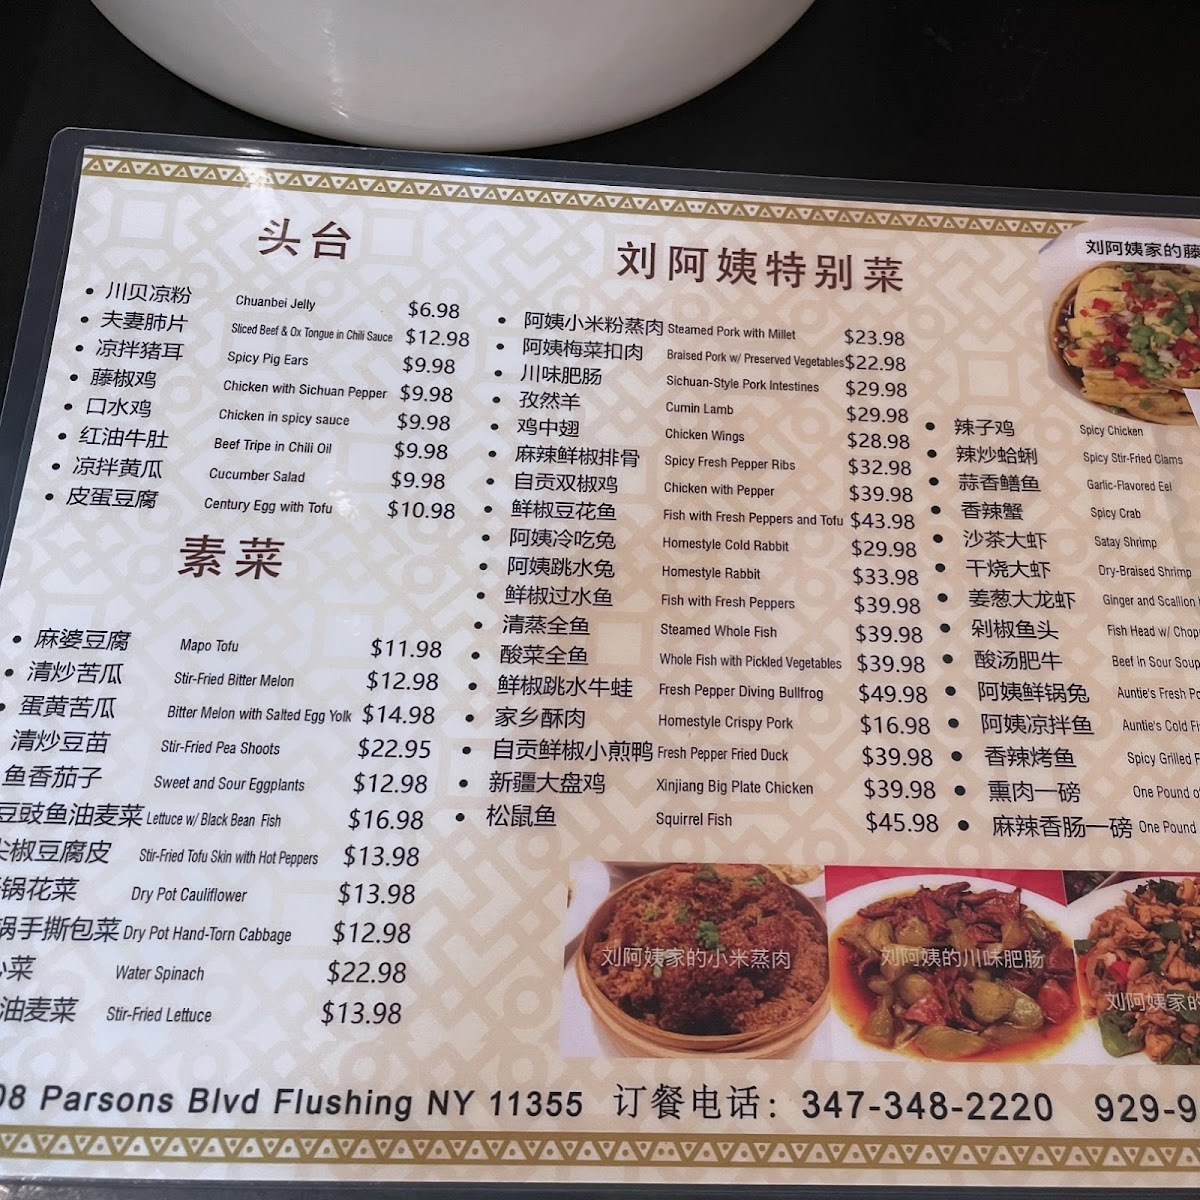 头台
川贝凉粉 Chuanbei Jelly $6.98
夫妻肺片 Sliced Beef & Ox Tongue in Chili Sauce $12.98
凉拌猪耳 Spicy Pig Ears $9.98
藤椒鸡 Chicken with Sichuan Pepper $9.98
口水鸡 Chicken in spicy sauce $9.98
红油牛肚 Beef Tripe in Chili Oil $9.98
凉拌黄瓜 Cucumber Salad $9.98
皮蛋豆腐 Century Egg with Tofu $10.98
素菜
麻婆豆腐 Mapo Tofu $11.98
清炒苦瓜 Stir-Fried Bitter Melon $12.98
蛋黄苦瓜 Bitter Melon with Salted Egg Yolk $14.98
清炒豆苗 Stir-Fried Pea Shoots $22.95
鱼香茄子 Sweet and Sour Eggplants $12.98
豆豉鱼油麦菜 Lettuce w/ Black Bean Fish $16.98
尖椒豆腐皮 Stir-Fried Tofu Skin with Hot Peppers $13.98
锅花菜 Dry Pot Cauliflower $13.98
锅手撕包菜 Dry Pot Hand-Torn Cabbage $12.98
心菜 Water Spinach $22.98
油麦菜 Stir-Fried Lettuce $13.98
刘阿姨特别菜
阿姨小米粉蒸肉 Steamed Pork with Millet $23.98
阿姨梅菜扣肉 Braised Pork w/ Preserved Vegetables $22.98
川味肥肠 Sichuan-Style Pork Intestines $29.98
孜然羊 Cumin Lamb $29.98
鸡中翅 Chicken Wings $28.98
麻辣鲜椒排骨 Spicy Fresh Pepper Ribs $32.98
自贡双椒鸡 Chicken with Pepper $39.98
鲜椒豆花鱼 Fish with Fresh Peppers and Tofu $43.98
阿姨冷吃兔 Homestyle Cold Rabbit $29.98
阿姨跳水兔 Homestyle Rabbit $33.98
鲜椒过水鱼 Fish with Fresh Peppers $39.98
清蒸全鱼 Steamed Whole Fish $39.98
酸菜全鱼 Whole Fish with Pickled Vegetables $39.98
鲜椒跳水牛蛙 Fresh Pepper Diving Bullfrog $49.98
家乡酥肉 Homestyle Crispy Pork $16.98
自贡鲜椒小煎鸭 Fresh Pepper Fried Duck $39.98
新疆大盘鸡 Xinjiang Big Plate Chicken $39.98
松鼠鱼 Squirrel Fish $45.98
刘阿姨家的藤
辣子鸡 Spicy Chicken
辣炒蛤蜊 Spicy Stir-Fried Clams
蒜香鳝鱼 Garlic-Flavored Eel
香辣蟹 Spicy Crab
沙茶大虾 Satay Shrimp
干烧大虾 Dry-Braised Shrimp
姜葱大龙虾 Ginger and Scallion
剁椒鱼头 Fish Head w/ Chop
酸汤肥牛 Beef in Sour Soup
阿姨鲜锅兔 Auntie's Fresh Po
阿姨凉拌鱼 Auntie's Cold Fi
香辣烤鱼 Spicy Grilled F
熏肉一磅 One Pound o
麻辣香肠一磅 One Pound
刘阿姨家的小米蒸肉
刘阿姨的川味肥肠
刘阿姨家的
08 Parsons Blvd Flushing NY 11355 订餐电话：347-348-2220 929-9